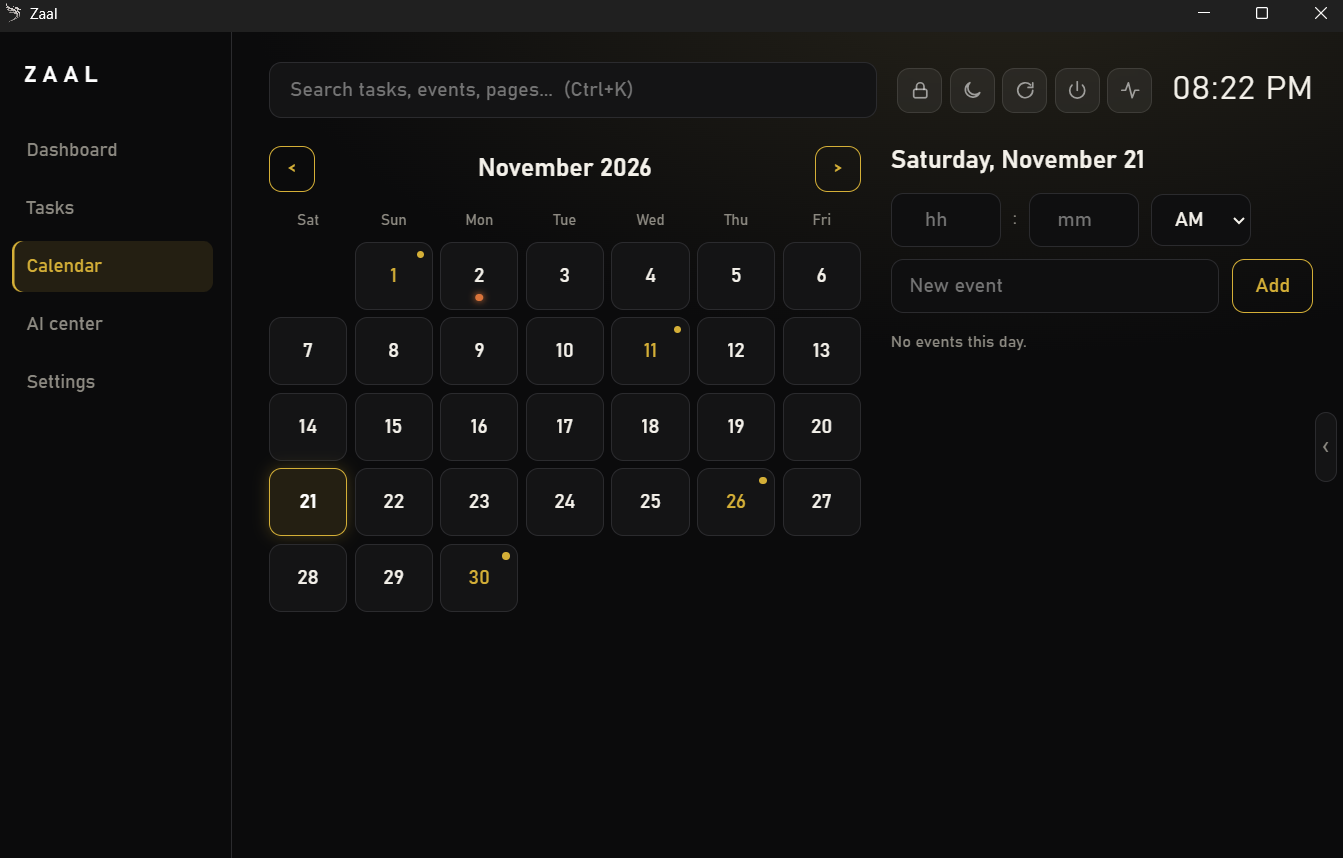 Zaal
ZAAL
Dashboard
Tasks
Calendar
AI center
Settings
Search tasks, events, pages... (Ctrl+K)
08:22 PM
<
November 2026
>
Sat Sun Mon Tue Wed Thu Fri
1 2 3 4 5 6
7 8 9 10 11 12 13
14 15 16 17 18 19 20
21 22 23 24 25 26 27
28 29 30
Saturday, November 21
hh : mm AM
New event Add
No events this day.